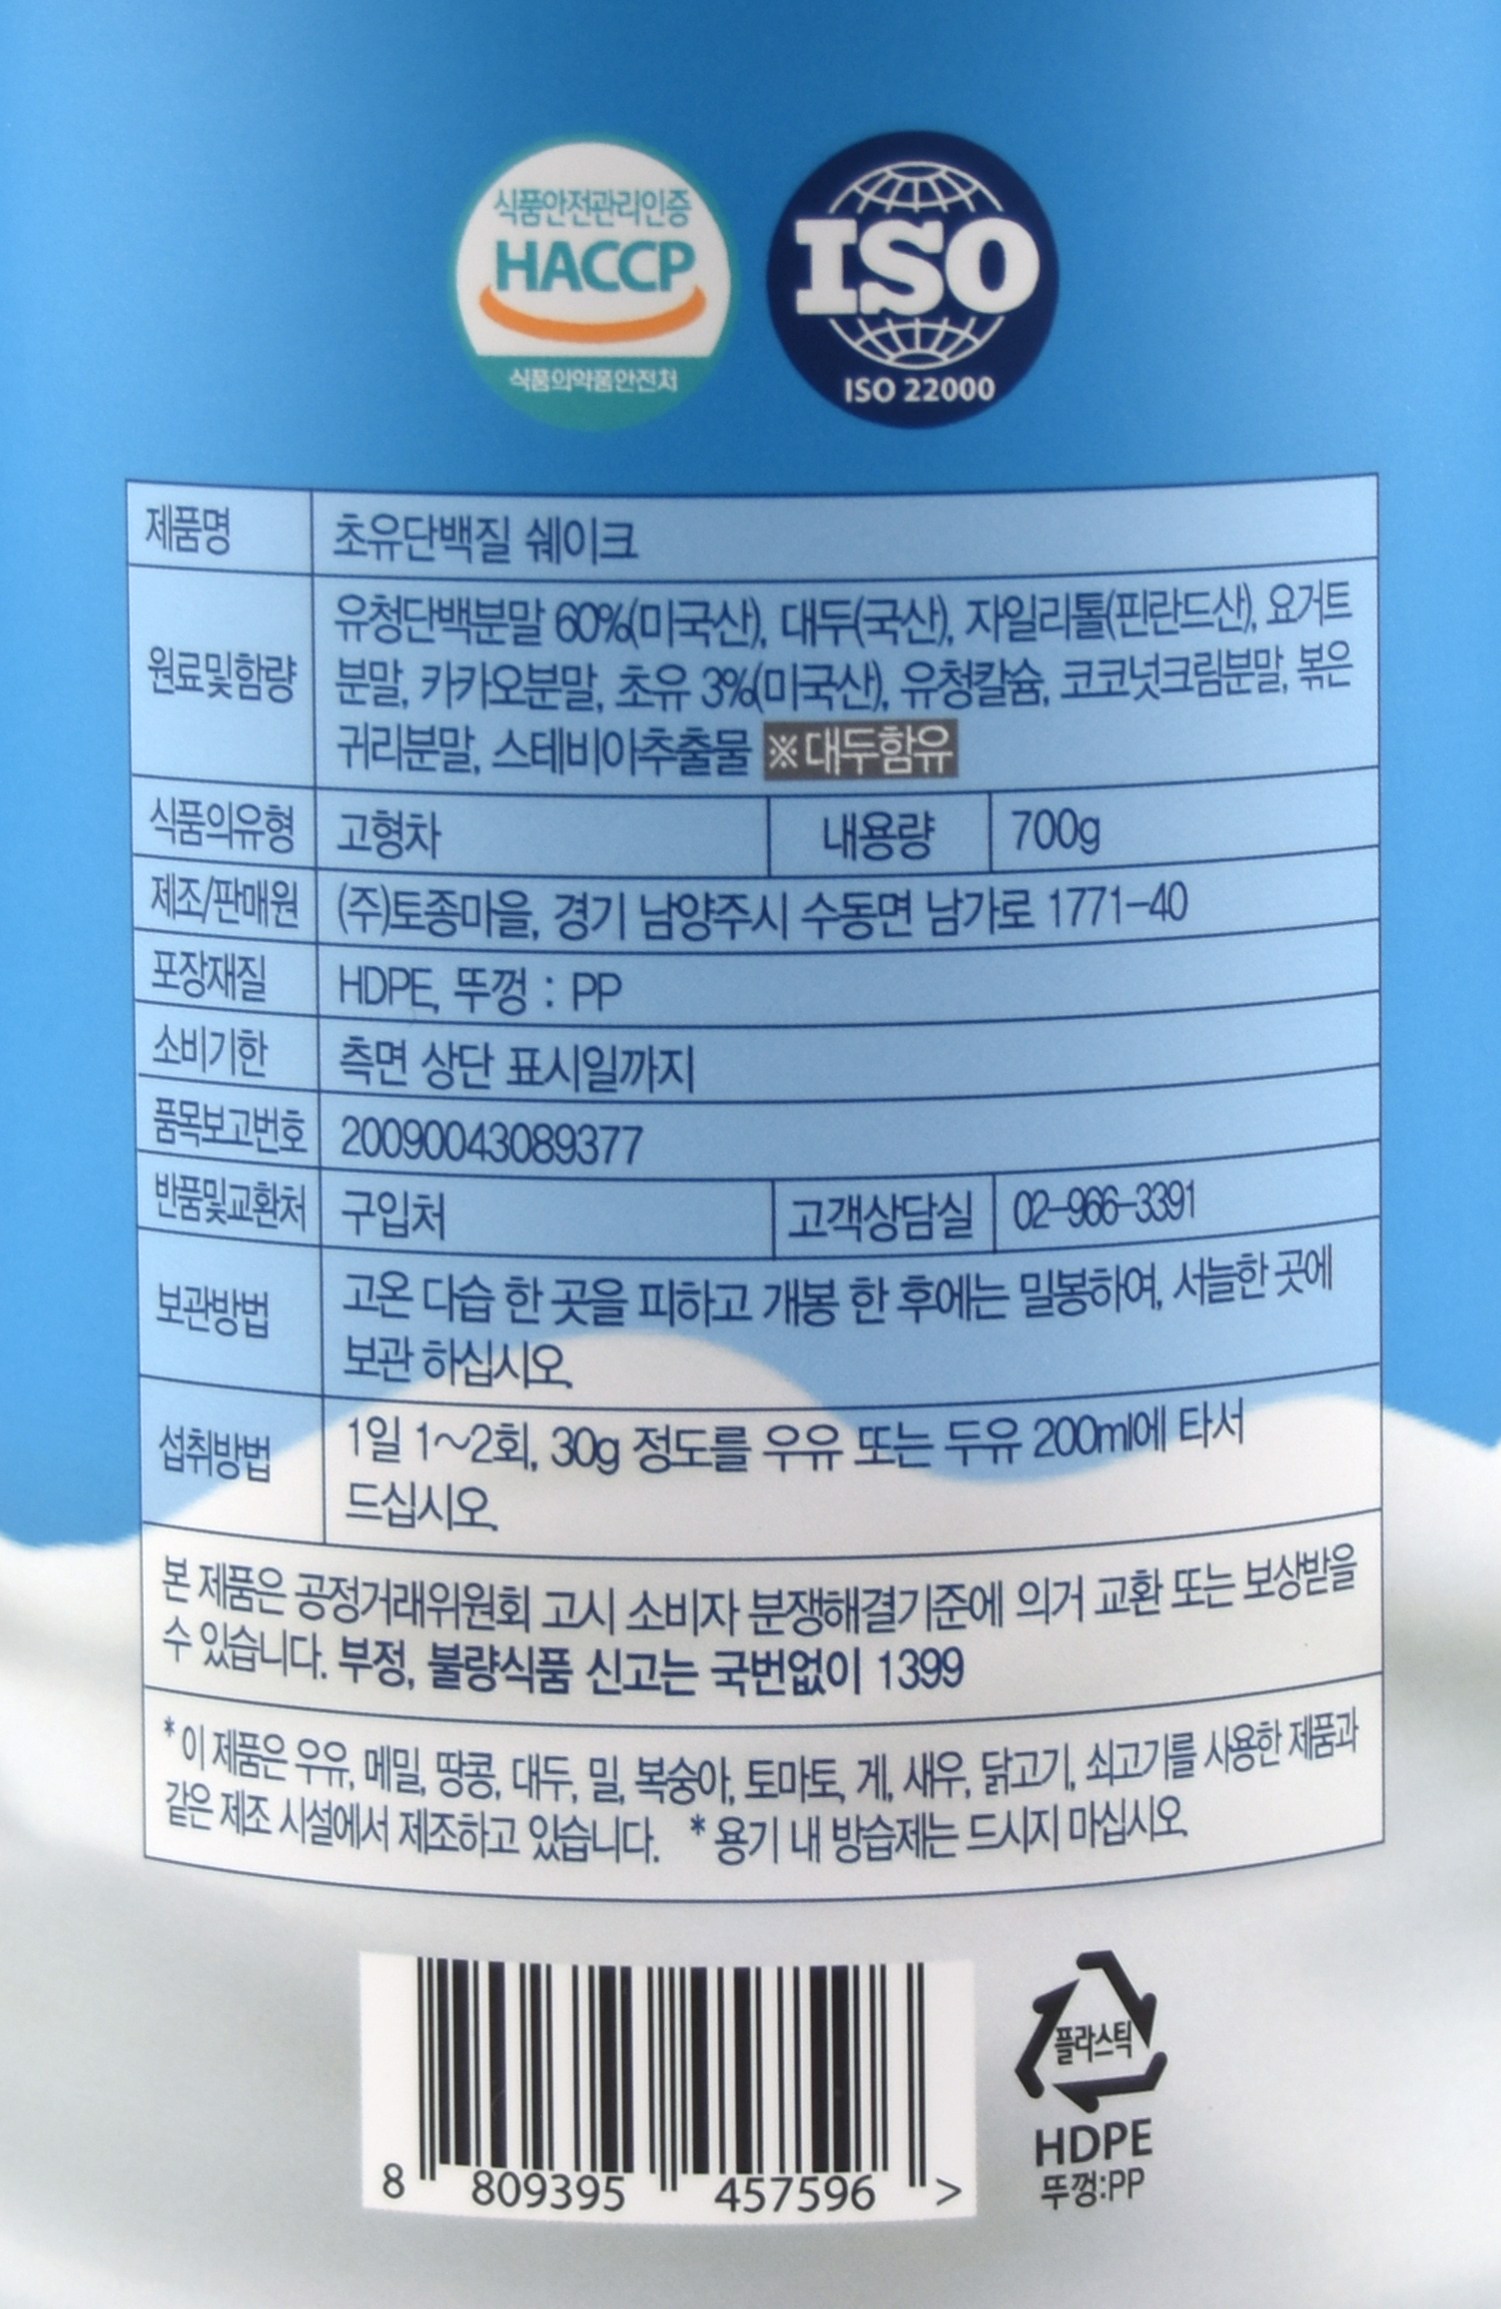 식품안전관리인증
HACCP
식품의약품안전처
ISO
ISO 22000
제품명 초유단백질 쉐이크
원료및함량 유청단백분말 60%(미국산), 대두(국산), 자일리톨(핀란드산), 요거트
분말, 카카오분말, 초유 3%(미국산), 유청칼슘, 코코넛크림분말, 볶은
귀리분말, 스테비아추출물 ※대두함유
식품의유형 고형차 내용량 700g
제조/판매원 (주)토종마을, 경기 남양주시 수동면 남가로 1771-40
포장재질 HDPE, 뚜껑 : PP
소비기한 측면 상단 표시일까지
품목보고번호 20090043089377
반품및교환처 구입처 고객상담실 02-966-3391
보관방법 고온 다습 한 곳을 피하고 개봉 한 후에는 밀봉하여, 서늘한 곳에
보관 하십시오.
섭취방법 1일 1~2회, 30g 정도를 우유 또는 두유 200ml에 타서
드십시오.
본 제품은 공정거래위원회 고시 소비자 분쟁해결기준에 의거 교환 또는 보상받을
수 있습니다. 부정, 불량식품 신고는 국번없이 1399
* 이 제품은 우유, 메밀, 땅콩, 대두, 밀, 복숭아, 토마토, 게, 새우, 닭고기, 쇠고기를 사용한 제품과
같은 제조 시설에서 제조하고 있습니다. * 용기 내 방습제는 드시지 마십시오.
플라스틱
HDPE
뚜껑:PP
8 809395 457596 >